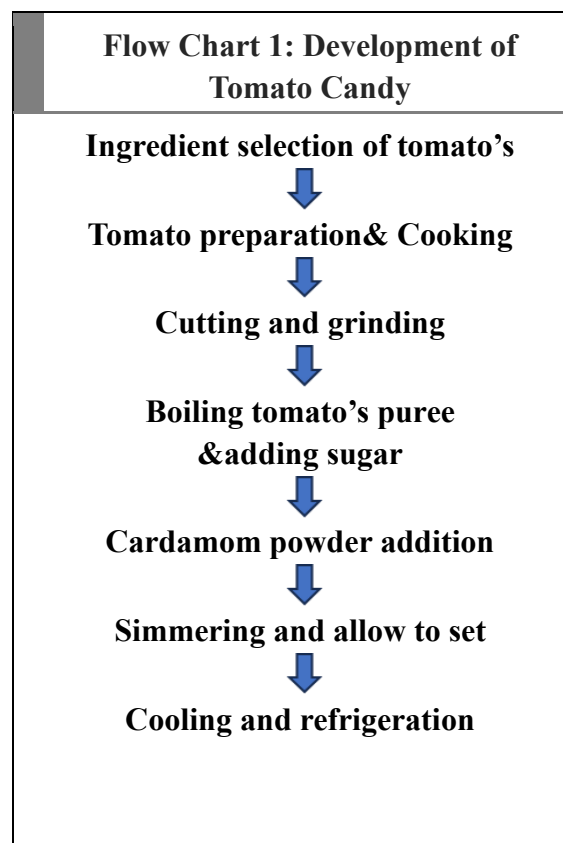 Flow Chart 1: Development of
Tomato Candy
Ingredient selection of tomato’s
Tomato preparation& Cooking
Cutting and grinding
Boiling tomato’s puree
&adding sugar
Cardamom powder addition
Simmering and allow to set
Cooling and refrigeration